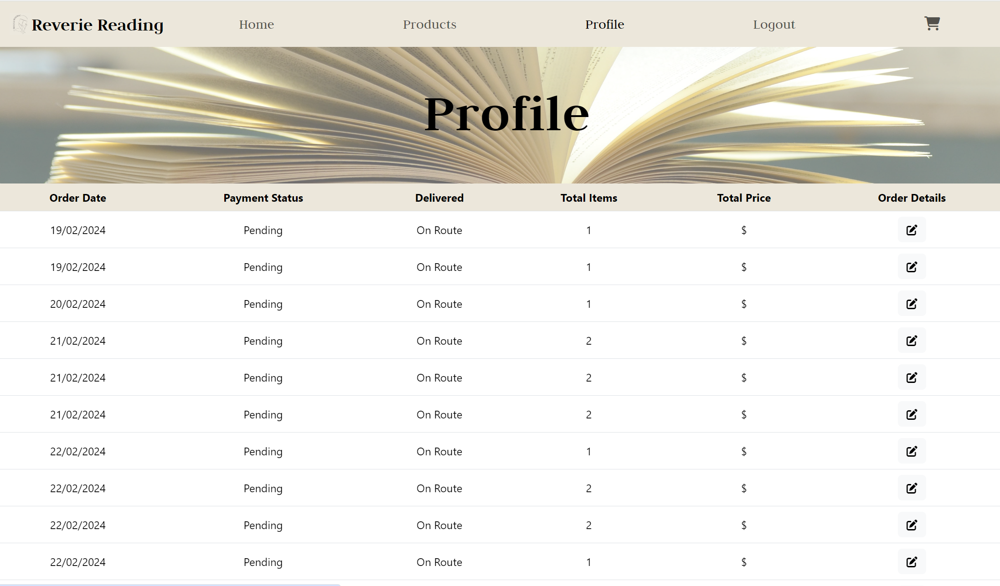 Reverie Reading Home Products Profile Logout
Profile
Order Date Payment Status Delivered Total Items Total Price Order Details
19/02/2024 Pending On Route 1 $
19/02/2024 Pending On Route 1 $
20/02/2024 Pending On Route 1 $
21/02/2024 Pending On Route 2 $
21/02/2024 Pending On Route 2 $
21/02/2024 Pending On Route 2 $
22/02/2024 Pending On Route 1 $
22/02/2024 Pending On Route 2 $
22/02/2024 Pending On Route 2 $
22/02/2024 Pending On Route 1 $